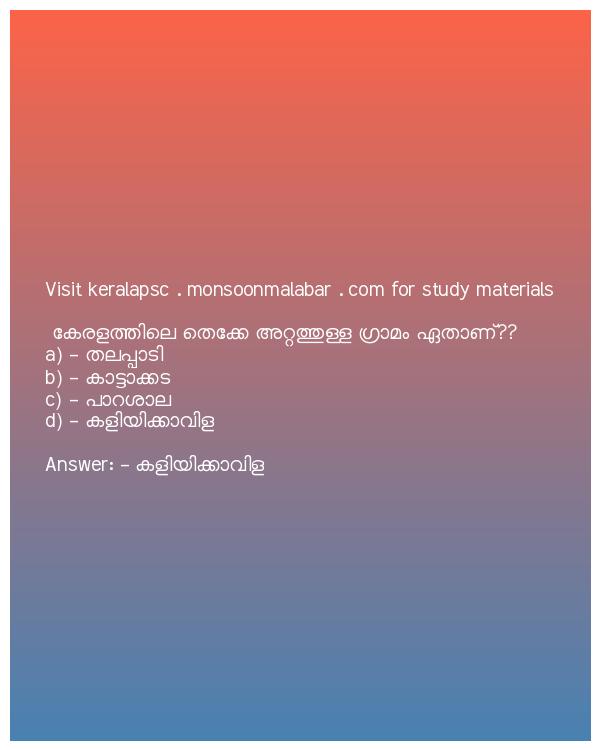 Visit keralapsc . monsoonmalabar . com for study materials
കേരളത്തിലെ തെക്കേ അറ്റത്തുള്ള ഗ്രാമം ഏതാണ്??
a) - തലപ്പാടി
b) - കാട്ടാക്കട
c) - പാറശാല
d) - കളിയിക്കാവിള
Answer: - കളിയിക്കാവിള